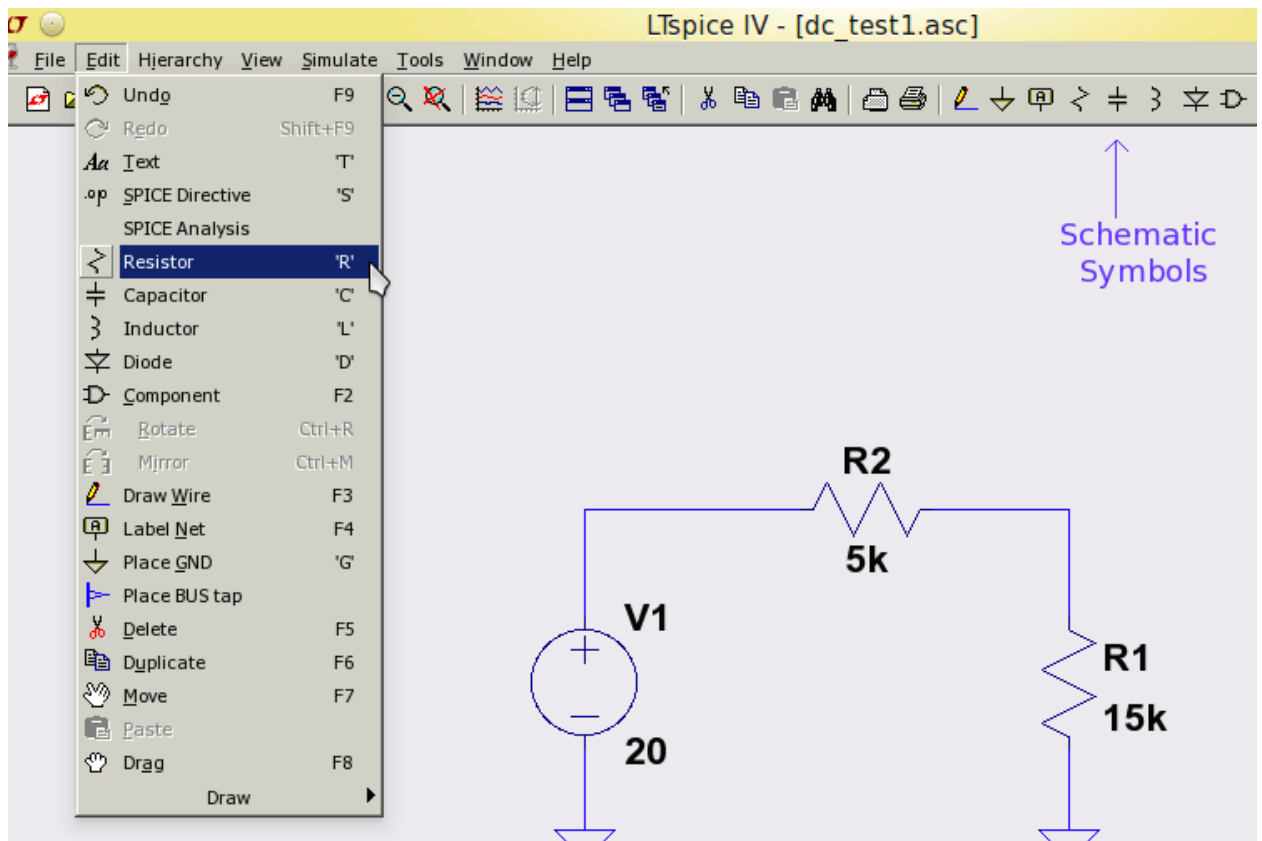 LTspice IV - [dc_test1.asc]
File Edit Hierarchy View Simulate Tools Window Help
Undo F9
Redo Shift+F9
Aa Text 'T'
.op SPICE Directive 'S'
SPICE Analysis
Resistor 'R'
Capacitor 'C'
Inductor 'L'
Diode 'D'
Component F2
Rotate Ctrl+R
Mirror Ctrl+M
Draw Wire F3
Label Net F4
Place GND 'G'
Place BUS tap
Delete F5
Duplicate F6
Move F7
Paste
Drag F8
Draw
Schematic
Symbols
R2
5k
V1
20
R1
15k